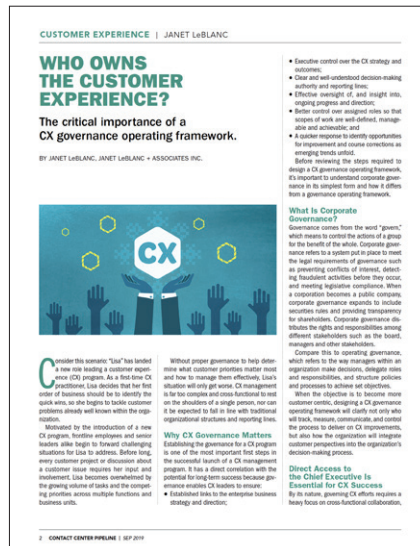 CUSTOMER EXPERIENCE | JANET LeBLANC
WHO OWNS
THE CUSTOMER
EXPERIENCE?
The critical importance of a
CX governance operating framework.
BY JANET LEBLANC, JANET LEBLANC + ASSOCIATES INC.
CX
Consider this scenario: "Lisa" has landed
a new role leading a customer experi-
ence (CX) program. As a first-time CX
practitioner, Lisa decides that her first
order of business should be to identify the
quick wins, so she begins to tackle customer
problems already well known within the orga-
nization.
Motivated by the introduction of a new
CX program, frontline employees and senior
leaders alike begin to forward challenging
situations for Lisa to address. Before long,
every customer project or discussion about
a customer issue requires her input and
involvement. Lisa becomes overwhelmed by
the growing volume of tasks and the compet-
ing priorities across multiple functions and
business units.
Without proper governance to help deter-
mine what customer priorities matter most
and how to manage them effectively, Lisa's
situation will only get worse. CX management
is far too complex and cross-functional to rest
on the shoulders of a single person, nor can
it be expected to fall in line with traditional
organizational structures and reporting lines.
Why CX Governance Matters
Establishing the governance for a CX program
is one of the most important first steps in
the successful launch of a CX management
program. It has a direct correlation with the
potential for long-term success because gov-
ernance enables CX leaders to ensure:
• Established links to the enterprise business
strategy and direction;
• Executive control over the CX strategy and
outcomes;
• Clear and well-understood decision-making
authority and reporting lines;
• Effective oversight of, and insight into,
ongoing progress and direction;
• Better control over assigned roles so that
scopes of work are well-defined, manage-
able and achievable; and
• A quicker response to identify opportunities
for improvement and course corrections as
emerging trends unfold.
Before reviewing the steps required to
design a CX governance operating framework,
it's important to understand corporate gover-
nance in its simplest form and how it differs
from a governance operating framework.
What Is Corporate
Governance?
Governance comes from the word "govern,"
which means to control the actions of a group
for the benefit of the whole. Corporate gover-
nance refers to a system put in place to meet
the legal requirements of governance such
as preventing conflicts of interest, detect-
ing fraudulent activities before they occur,
and meeting legislative compliance. When
a corporation becomes a public company,
corporate governance expands to include
securities rules and providing transparency
for shareholders. Corporate governance dis-
tributes the rights and responsibilities among
different stakeholders such as the board,
managers and other stakeholders.
Compare this to operating governance,
which refers to the way managers within an
organization make decisions, delegate roles
and responsibilities, and structure policies
and processes to achieve set objectives.
When the objective is to become more
customer centric, designing a CX governance
operating framework will clarify not only who
will track, measure, communicate, and control
the process to deliver on CX improvements,
but also how the organization will integrate
customer perspectives into the organization's
decision-making process.
Direct Access to
the Chief Executive Is
Essential for CX Success
By its nature, governing CX efforts requires a
heavy focus on cross-functional collaboration,
2 CONTACT CENTER PIPELINE | SEP 2019